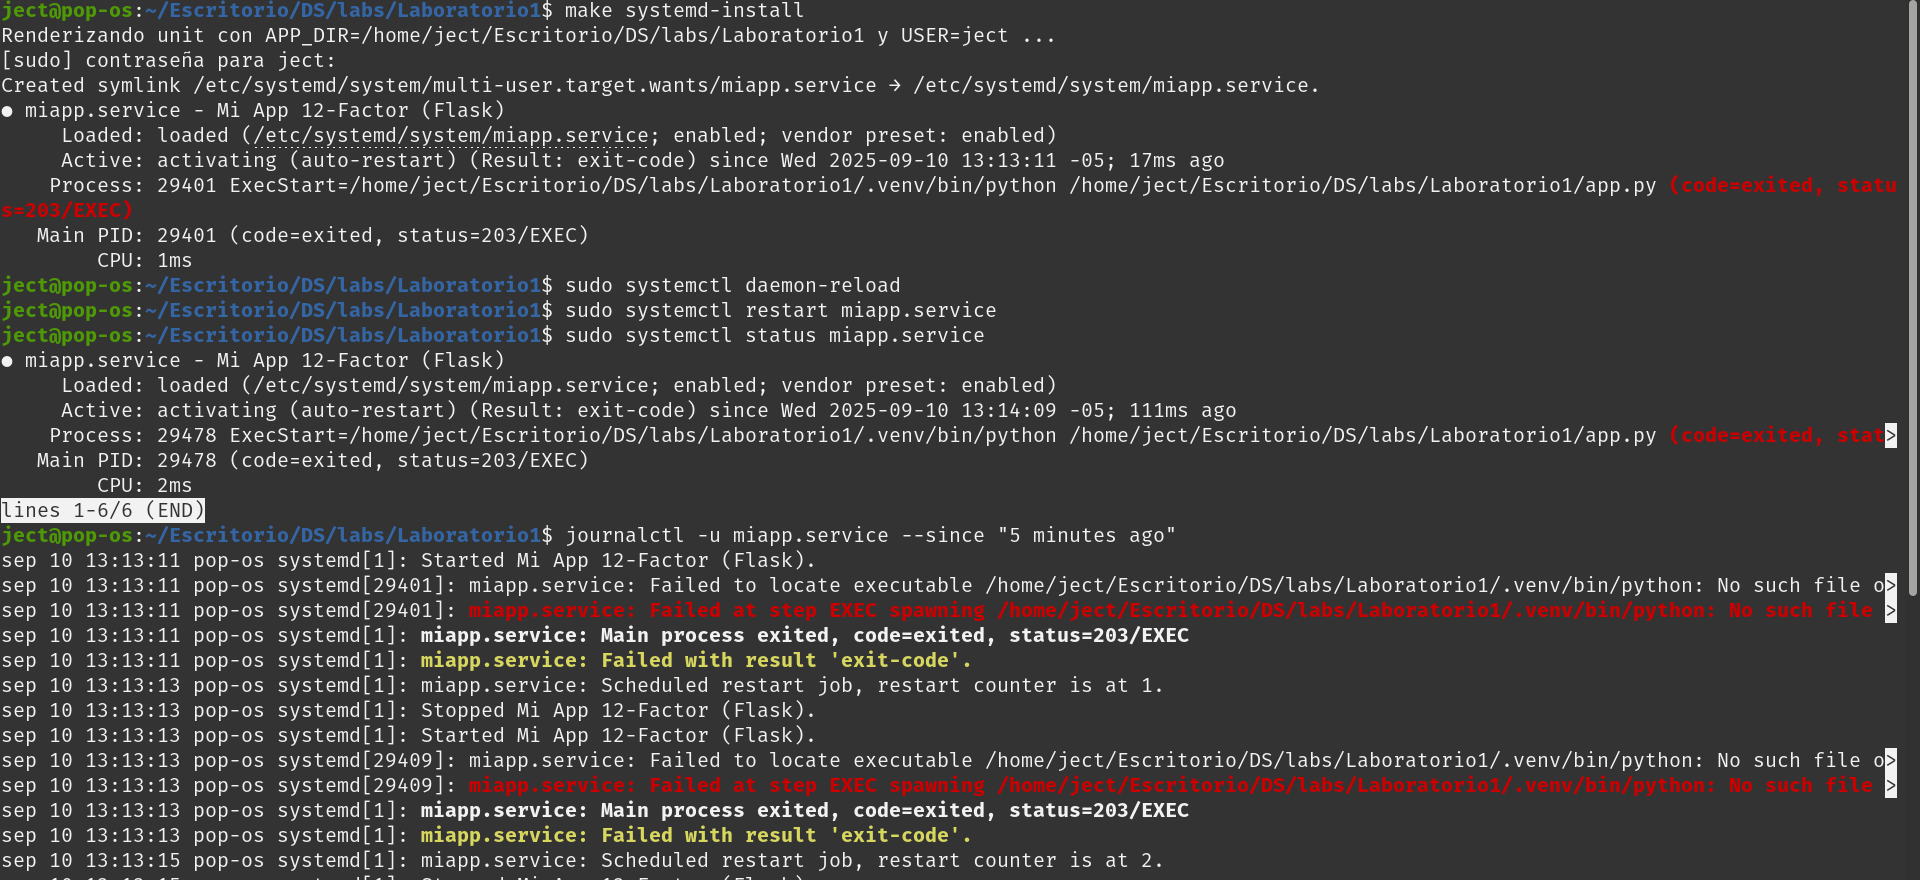 ject@pop-os:~/Escritorio/DS/labs/Laboratorio1$ make systemd-install
Renderizando unit con APP_DIR=/home/ject/Escritorio/DS/labs/Laboratorio1 y USER=ject ...
[sudo] contraseña para ject:
Created symlink /etc/systemd/system/multi-user.target.wants/miapp.service → /etc/systemd/system/miapp.service.
● miapp.service - Mi App 12-Factor (Flask)
     Loaded: loaded (/etc/systemd/system/miapp.service; enabled; vendor preset: enabled)
     Active: activating (auto-restart) (Result: exit-code) since Wed 2025-09-10 13:13:11 -05; 17ms ago
    Process: 29401 ExecStart=/home/ject/Escritorio/DS/labs/Laboratorio1/.venv/bin/python /home/ject/Escritorio/DS/labs/Laboratorio1/app.py (code=exited, statu
s=203/EXEC)
   Main PID: 29401 (code=exited, status=203/EXEC)
        CPU: 1ms
ject@pop-os:~/Escritorio/DS/labs/Laboratorio1$ sudo systemctl daemon-reload
ject@pop-os:~/Escritorio/DS/labs/Laboratorio1$ sudo systemctl restart miapp.service
ject@pop-os:~/Escritorio/DS/labs/Laboratorio1$ sudo systemctl status miapp.service
● miapp.service - Mi App 12-Factor (Flask)
     Loaded: loaded (/etc/systemd/system/miapp.service; enabled; vendor preset: enabled)
     Active: activating (auto-restart) (Result: exit-code) since Wed 2025-09-10 13:14:09 -05; 111ms ago
    Process: 29478 ExecStart=/home/ject/Escritorio/DS/labs/Laboratorio1/.venv/bin/python /home/ject/Escritorio/DS/labs/Laboratorio1/app.py (code=exited, stat>
   Main PID: 29478 (code=exited, status=203/EXEC)
        CPU: 2ms
lines 1-6/6 (END)
ject@pop-os:~/Escritorio/DS/labs/Laboratorio1$ journalctl -u miapp.service --since "5 minutes ago"
sep 10 13:13:11 pop-os systemd[1]: Started Mi App 12-Factor (Flask).
sep 10 13:13:11 pop-os systemd[29401]: miapp.service: Failed to locate executable /home/ject/Escritorio/DS/labs/Laboratorio1/.venv/bin/python: No such file o>
sep 10 13:13:11 pop-os systemd[29401]: miapp.service: Failed at step EXEC spawning /home/ject/Escritorio/DS/labs/Laboratorio1/.venv/bin/python: No such file >
sep 10 13:13:11 pop-os systemd[1]: miapp.service: Main process exited, code=exited, status=203/EXEC
sep 10 13:13:11 pop-os systemd[1]: miapp.service: Failed with result 'exit-code'.
sep 10 13:13:13 pop-os systemd[1]: miapp.service: Scheduled restart job, restart counter is at 1.
sep 10 13:13:13 pop-os systemd[1]: Stopped Mi App 12-Factor (Flask).
sep 10 13:13:13 pop-os systemd[1]: Started Mi App 12-Factor (Flask).
sep 10 13:13:13 pop-os systemd[29409]: miapp.service: Failed to locate executable /home/ject/Escritorio/DS/labs/Laboratorio1/.venv/bin/python: No such file o>
sep 10 13:13:13 pop-os systemd[29409]: miapp.service: Failed at step EXEC spawning /home/ject/Escritorio/DS/labs/Laboratorio1/.venv/bin/python: No such file >
sep 10 13:13:13 pop-os systemd[1]: miapp.service: Main process exited, code=exited, status=203/EXEC
sep 10 13:13:13 pop-os systemd[1]: miapp.service: Failed with result 'exit-code'.
sep 10 13:13:15 pop-os systemd[1]: miapp.service: Scheduled restart job, restart counter is at 2.